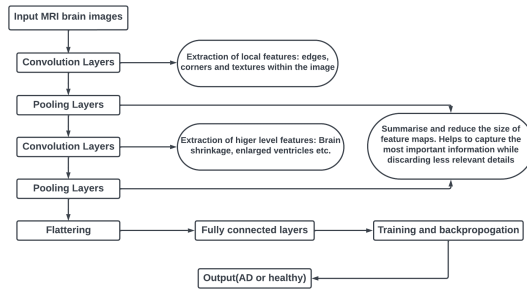 Input MRI brain images
Convolution Layers
Extraction of local features: edges,
corners and textures within the image
Pooling Layers
Convolution Layers
Extraction of higer level features: Brain
shrinkage, enlarged ventricles etc.
Summarise and reduce the size of
feature maps. Helps to capture the
most important information while
discarding less relevant details
Pooling Layers
Flattering
Fully connected layers
Training and backpropogation
Output(AD or healthy)